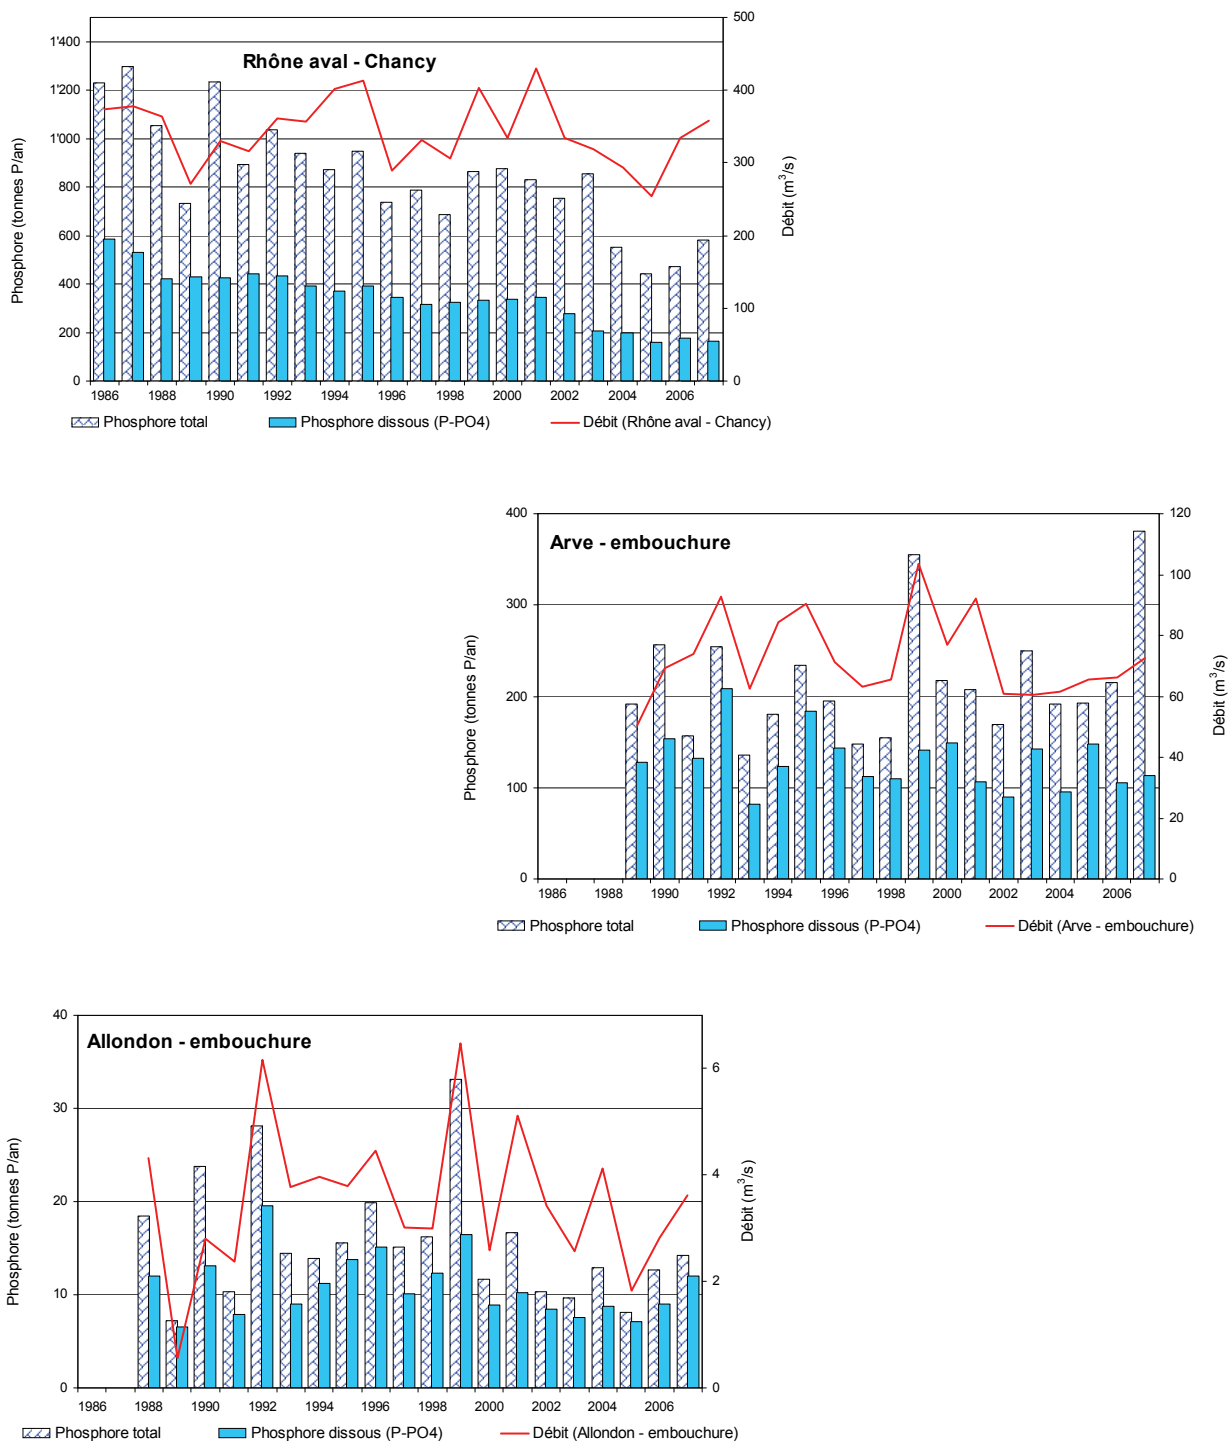 Rhône aval - Chancy
Phosphore (tonnes P/an)
1'400
1'200
1'000
800
600
400
200
0
500
400
300
200
100
0
Débit (m³/s)
1986 1988 1990 1992 1994 1996 1998 2000 2002 2004 2006
Phosphore total Phosphore dissous (P-PO4) Débit (Rhône aval - Chancy)
Arve - embouchure
Phosphore (tonnes P/an)
400
300
200
100
0
120
100
80
60
40
20
0
Débit (m³/s)
1986 1988 1990 1992 1994 1996 1998 2000 2002 2004 2006
Phosphore total Phosphore dissous (P-PO4) Débit (Arve - embouchure)
Allondon - embouchure
Phosphore (tonnes P/an)
40
30
20
10
0
6
4
2
0
Débit (m³/s)
1986 1988 1990 1992 1994 1996 1998 2000 2002 2004 2006
Phosphore total Phosphore dissous (P-PO4) Débit (Allondon - embouchure)